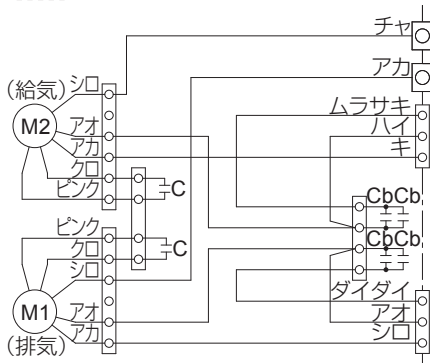 チャ
アカ
(給気)
M2
シロ
アオ
アカ
クロ
ピンク
C
ムラサキ
ハイ
キ
CbCb
CbCb
ピンク
クロ
シロ
アオ
アカ
C
M1
(排気)
ダイダイ
アオ
シロ